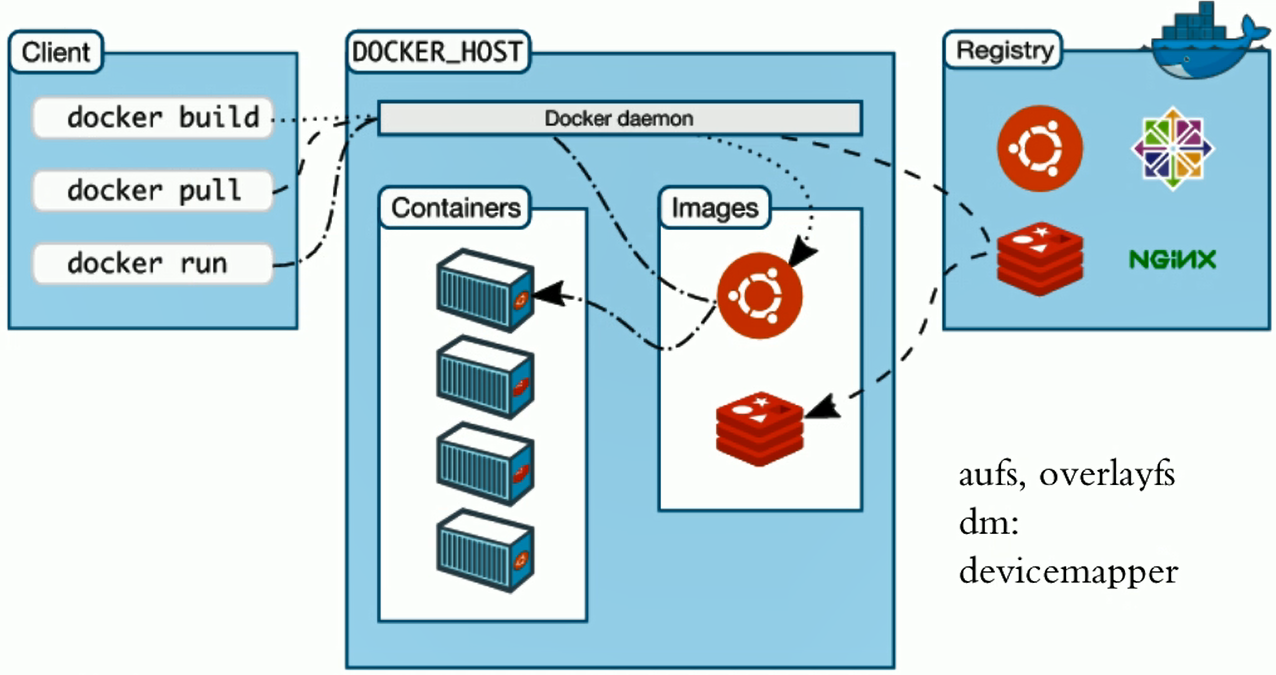 Client
docker build
docker pull
docker run
DOCKER_HOST
Docker daemon
Containers
Images
Registry
NGINX
aufs, overlayfs
dm:
devicemapper